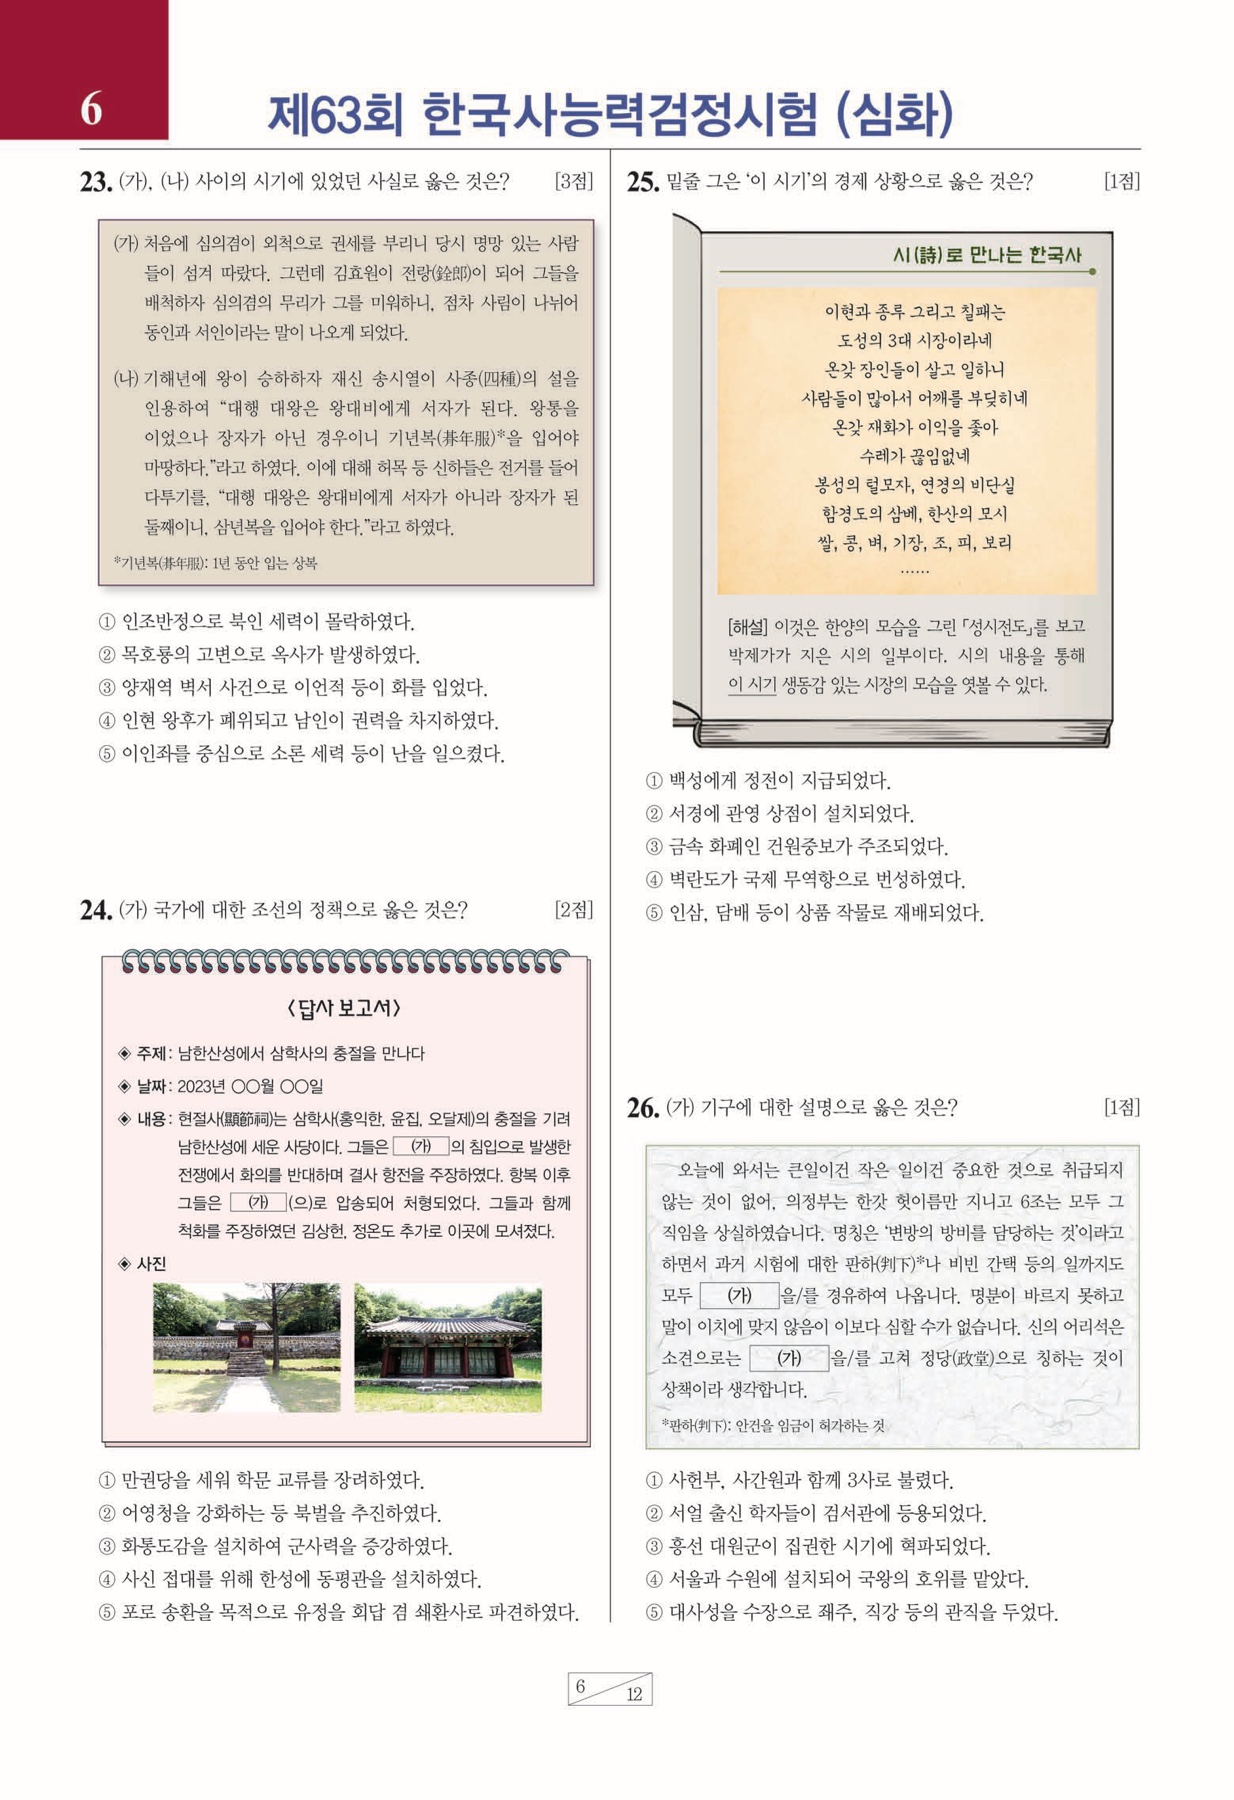 6
제63회 한국사능력검정시험 (심화)
23. (가), (나) 사이의 시기에 있었던 사실로 옳은 것은? [3점]
(가) 처음에 심의겸이 외척으로 권세를 부리니 당시 명망 있는 사람
들이 섬겨 따랐다. 그런데 김효원이 전랑(銓郎)이 되어 그들을
배척하자 심의겸의 무리가 그를 미워하니, 점차 사림이 나뉘어
동인과 서인이라는 말이 나오게 되었다.
(나) 기해년에 왕이 승하하자 재신 송시열이 사종(四種)의 설을
인용하여 “대행 대왕은 왕대비에게 서자가 된다. 왕통을
이었으나 장자가 아닌 경우이니 기년복(朞年服)*을 입어야
마땅하다.”라고 하였다. 이에 대해 허목 등 신하들은 전거를 들어
다투기를, “대행 대왕은 왕대비에게 서자가 아니라 장자가 된
둘째이니, 삼년복을 입어야 한다.”라고 하였다.
*기년복(朞年服): 1년 동안 입는 상복
① 인조반정으로 북인 세력이 몰락하였다.
② 목호룡의 고변으로 옥사가 발생하였다.
③ 양재역 벽서 사건으로 이언적 등이 화를 입었다.
④ 인현 왕후가 폐위되고 남인이 권력을 차지하였다.
⑤ 이인좌를 중심으로 소론 세력 등이 난을 일으켰다.
24. (가) 국가에 대한 조선의 정책으로 옳은 것은? [2점]
<답사 보고서>
◈ 주제: 남한산성에서 삼학사의 충절을 만나다
◈ 날짜: 2023년 ○○월 ○○일
◈ 내용: 현절사(顯節祠)는 삼학사(홍익한, 윤집, 오달제)의 충절을 기려
남한산성에 세운 사당이다. 그들은 (가) 의 침입으로 발생한
전쟁에서 화의를 반대하며 결사 항전을 주장하였다. 항복 이후
그들은 (가) (으)로 압송되어 처형되었다. 그들과 함께
척화를 주장하였던 김상헌, 정온도 추가로 이곳에 모셔졌다.
◈ 사진
① 만권당을 세워 학문 교류를 장려하였다.
② 어영청을 강화하는 등 북벌을 추진하였다.
③ 화통도감을 설치하여 군사력을 증강하였다.
④ 사신 접대를 위해 한성에 동평관을 설치하였다.
⑤ 포로 송환을 목적으로 유정을 회답 겸 쇄환사로 파견하였다.
25. 밑줄 그은 ‘이 시기’의 경제 상황으로 옳은 것은? [1점]
시(詩)로 만나는 한국사
이현과 종루 그리고 칠패는
도성의 3대 시장이라네
온갖 장인들이 살고 일하니
사람들이 많아서 어깨를 부딪히네
온갖 재화가 이익을 좇아
수레가 끊임없네
봉성의 털모자, 연경의 비단실
함경도의 삼베, 한산의 모시
쌀, 콩, 벼, 기장, 조, 피, 보리
……
[해설] 이것은 한양의 모습을 그린 「성시전도」를 보고
박제가가 지은 시의 일부이다. 시의 내용을 통해
이 시기 생동감 있는 시장의 모습을 엿볼 수 있다.
① 백성에게 정전이 지급되었다.
② 서경에 관영 상점이 설치되었다.
③ 금속 화폐인 건원중보가 주조되었다.
④ 벽란도가 국제 무역항으로 번성하였다.
⑤ 인삼, 담배 등이 상품 작물로 재배되었다.
26. (가) 기구에 대한 설명으로 옳은 것은? [1점]
오늘에 와서는 큰일이건 작은 일이건 중요한 것으로 취급되지
않는 것이 없어, 의정부는 한갓 헛이름만 지니고 6조는 모두 그
직임을 상실하였습니다. 명칭은 ‘변방의 방비를 담당하는 것’이라고
하면서 과거 시험에 대한 판하(判下)*나 비빈 간택 등의 일까지도
모두 (가) 을/를 경유하여 나옵니다. 명분이 바르지 못하고
말이 이치에 맞지 않음이 이보다 심할 수가 없습니다. 신의 어리석은
소견으로는 (가) 을/를 고쳐 정당(政堂)으로 칭하는 것이
상책이라 생각합니다.
*판하(判下): 안건을 임금이 허가하는 것
① 사헌부, 사간원과 함께 3사로 불렸다.
② 서얼 출신 학자들이 검서관에 등용되었다.
③ 흥선 대원군이 집권한 시기에 혁파되었다.
④ 서울과 수원에 설치되어 국왕의 호위를 맡았다.
⑤ 대사성을 수장으로 좨주, 직강 등의 관직을 두었다.
6
12